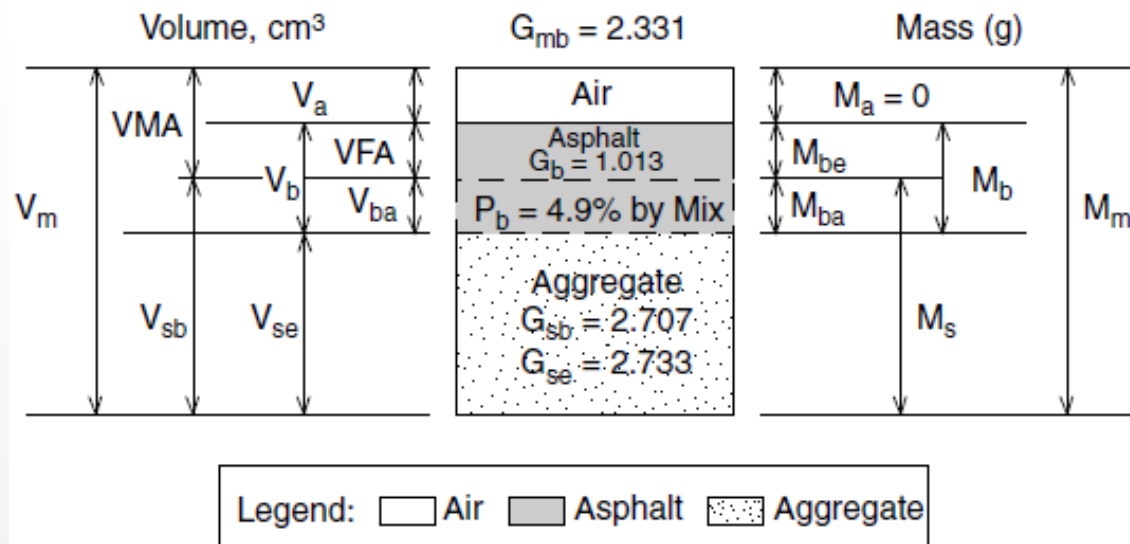 Volume, cm³ G_mb = 2.331 Mass (g)
Air
V_a
M_a = 0
VMA
Asphalt
G_b = 1.013
VFA
M_be
V_b
M_b
V_m
V_ba
P_b = 4.9% by Mix
M_ba
M_m
Aggregate
V_sb
V_se
G_sb = 2.707
M_s
G_se = 2.733
Legend: Air Asphalt Aggregate